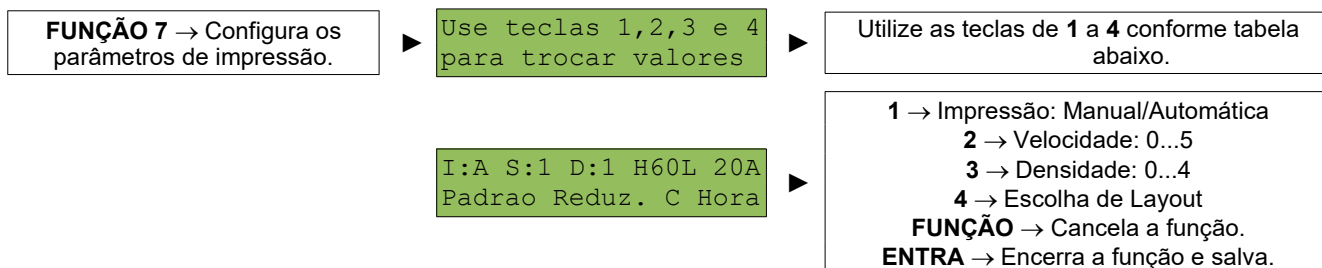 FUNÇÃO 7 → Configura os
parâmetros de impressão.
►
Use teclas 1,2,3 e 4
para trocar valores
►
Utilize as teclas de 1 a 4 conforme tabela
abaixo.
I:A S:1 D:1 H60L 20A
Padrao Reduz. C Hora
►
1 → Impressão: Manual/Automática
2 → Velocidade: 0...5
3 → Densidade: 0...4
4 → Escolha de Layout
FUNÇÃO → Cancela a função.
ENTRA → Encerra a função e salva.